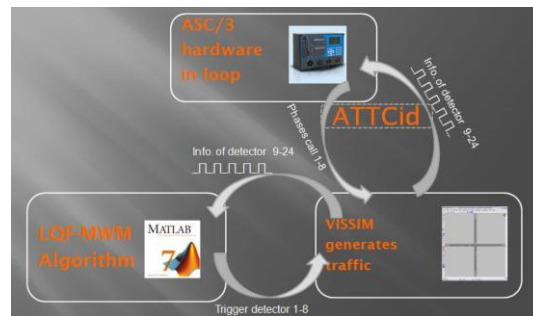 ASC/3
hardware
in loop
Info. of detector 9-24
ATTCid
Phases call 1-8
Info. of detector 9-24
LQF-MWM
Algorithm
MATLAB
7
VISSIM
generates
traffic
Trigger detector 1-8